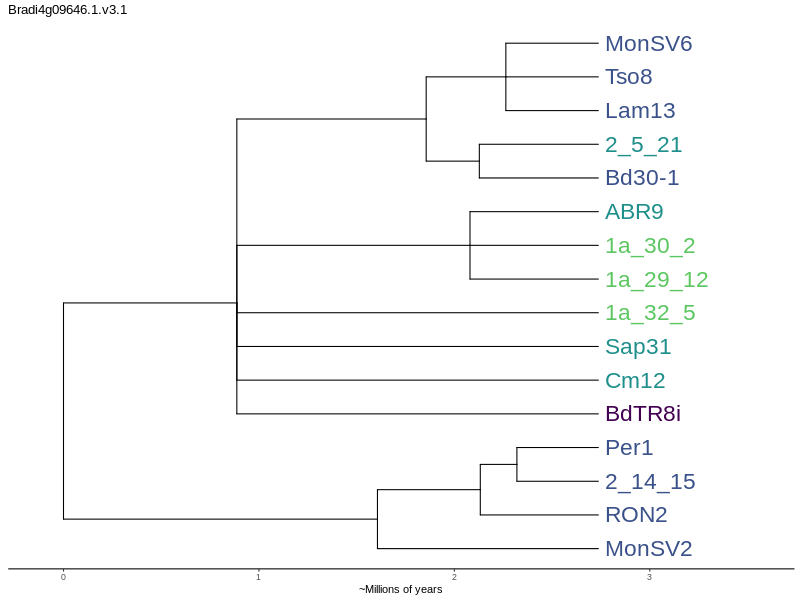 Bradi4g09646.1.v3.1
MonSV6
Tso8
Lam13
2_5_21
Bd30-1
ABR9
1a_30_2
1a_29_12
1a_32_5
Sap31
Cm12
BdTR8i
Per1
2_14_15
RON2
MonSV2
0 1 2 3
~Millions of years